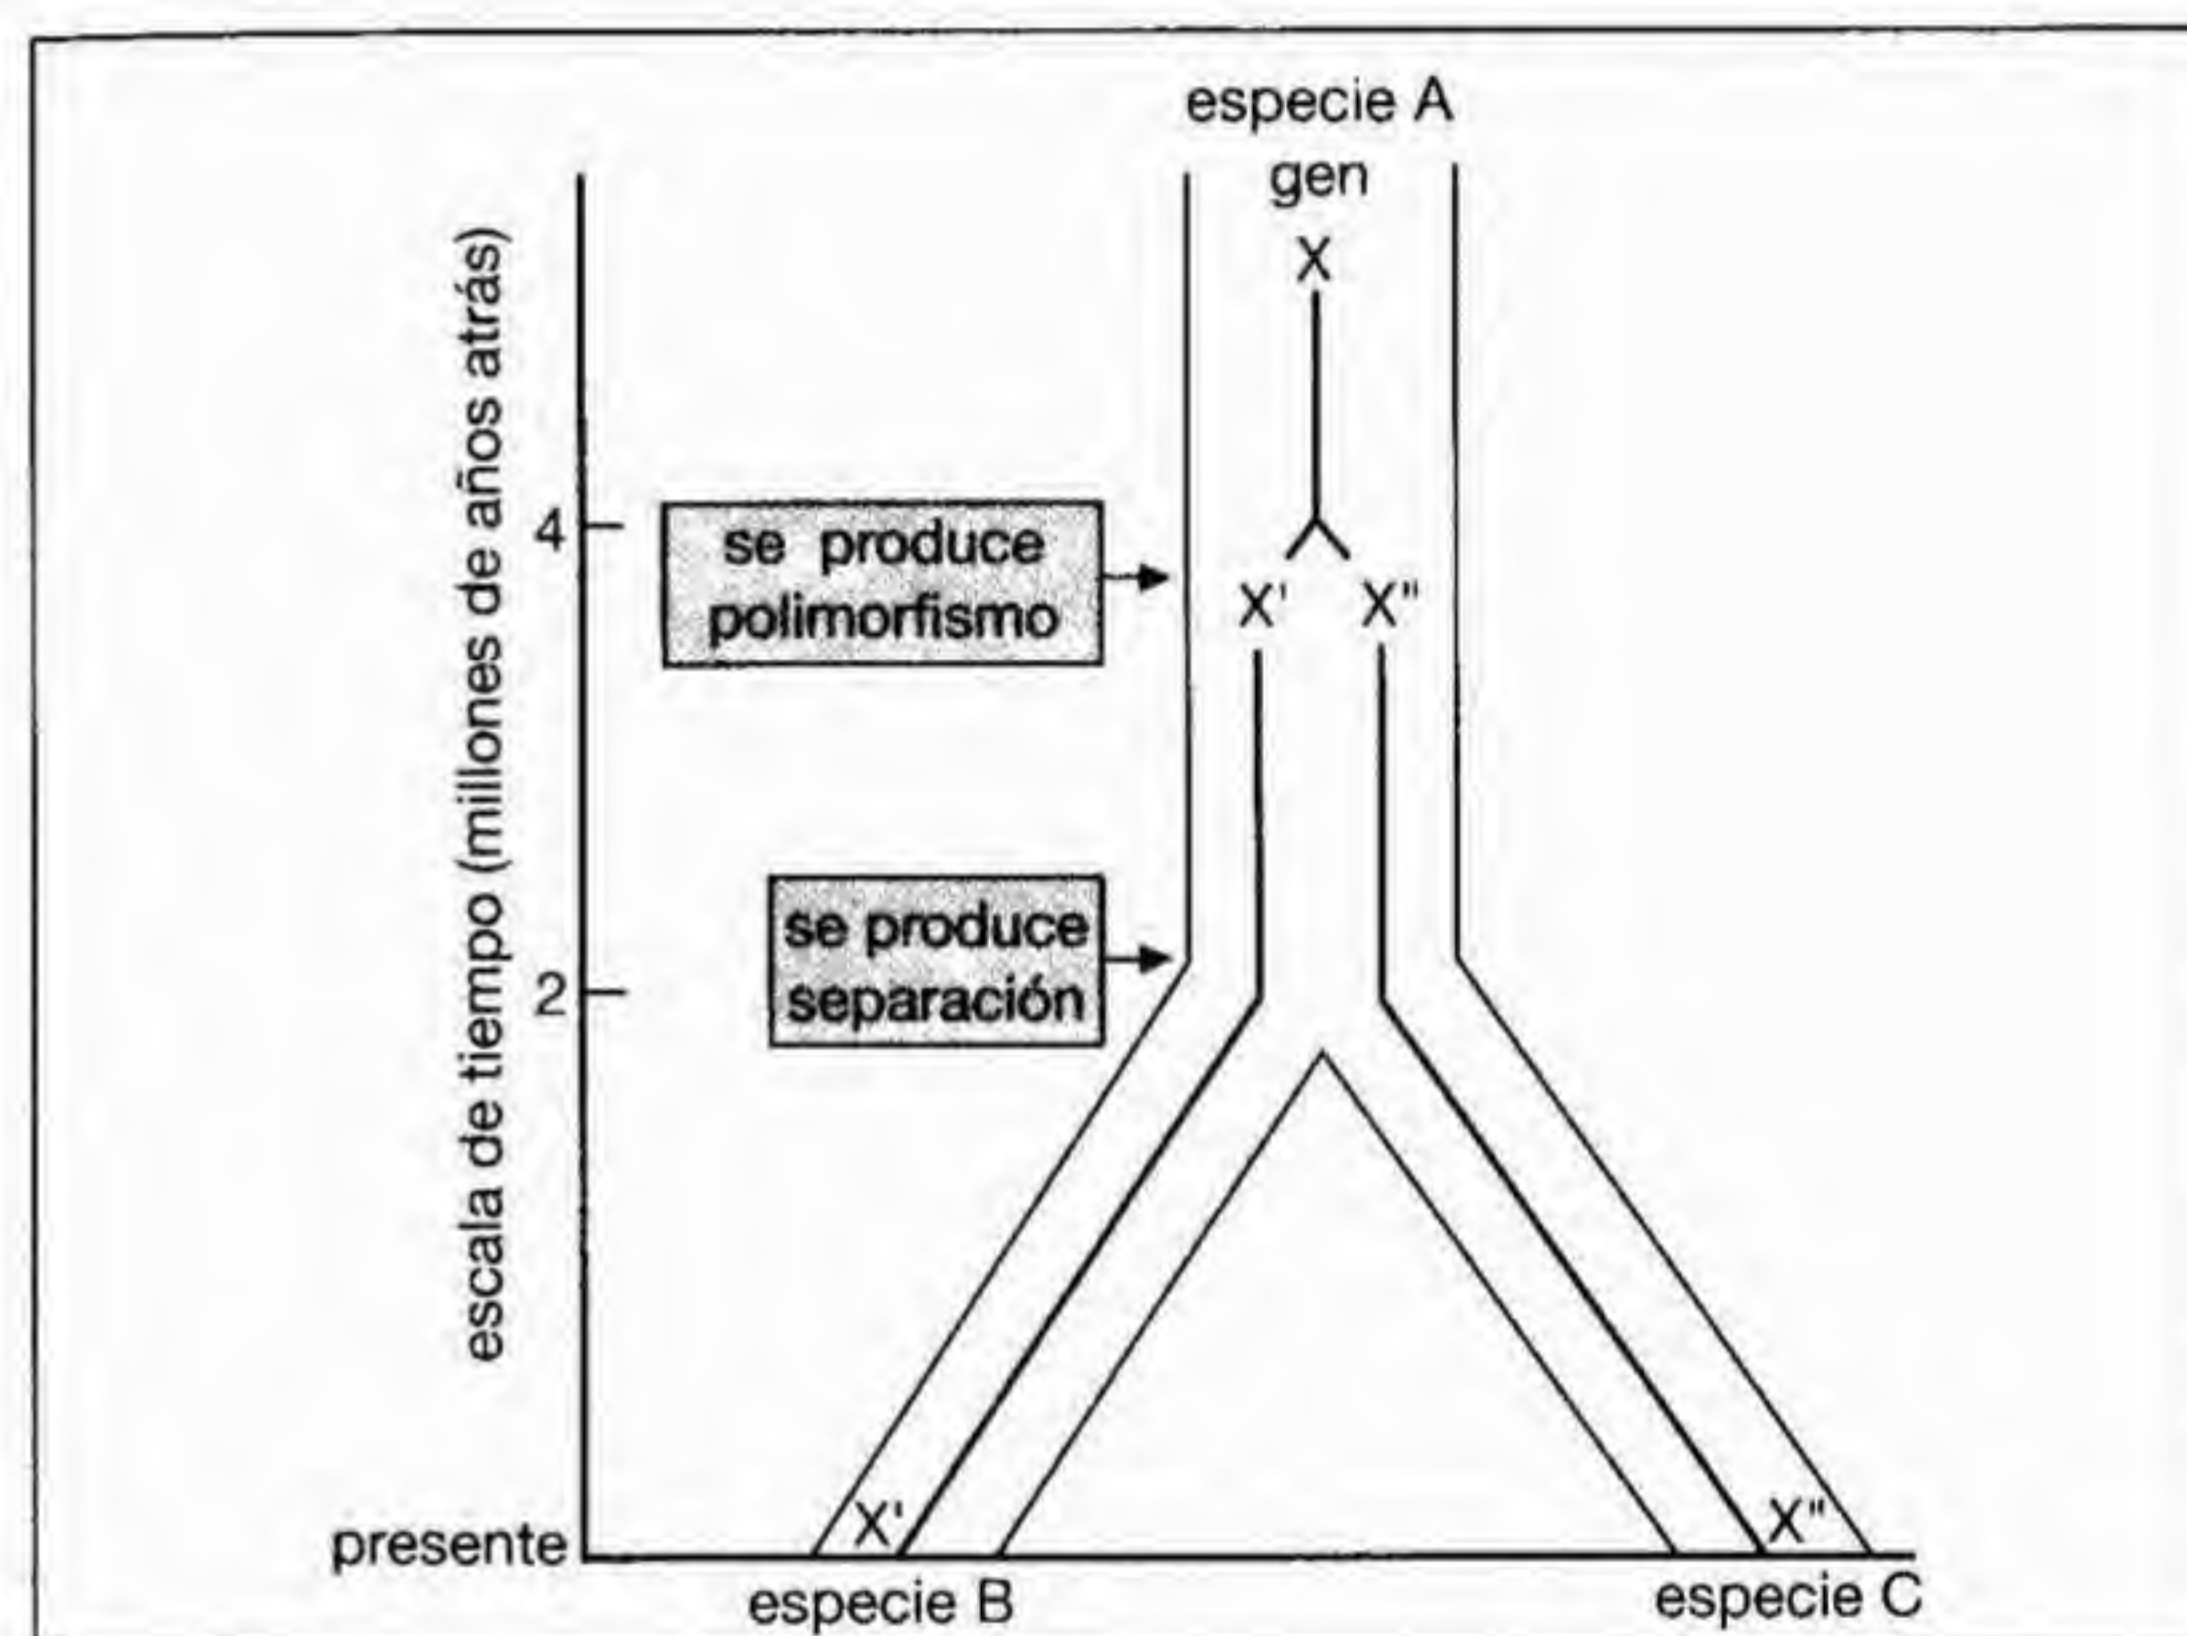 especie A
gen
X
escala de tiempo (millones de años atrás)
4
se produce
polimorfismo
X' X"
se produce
separación
2
X' X"
presente
especie B especie C